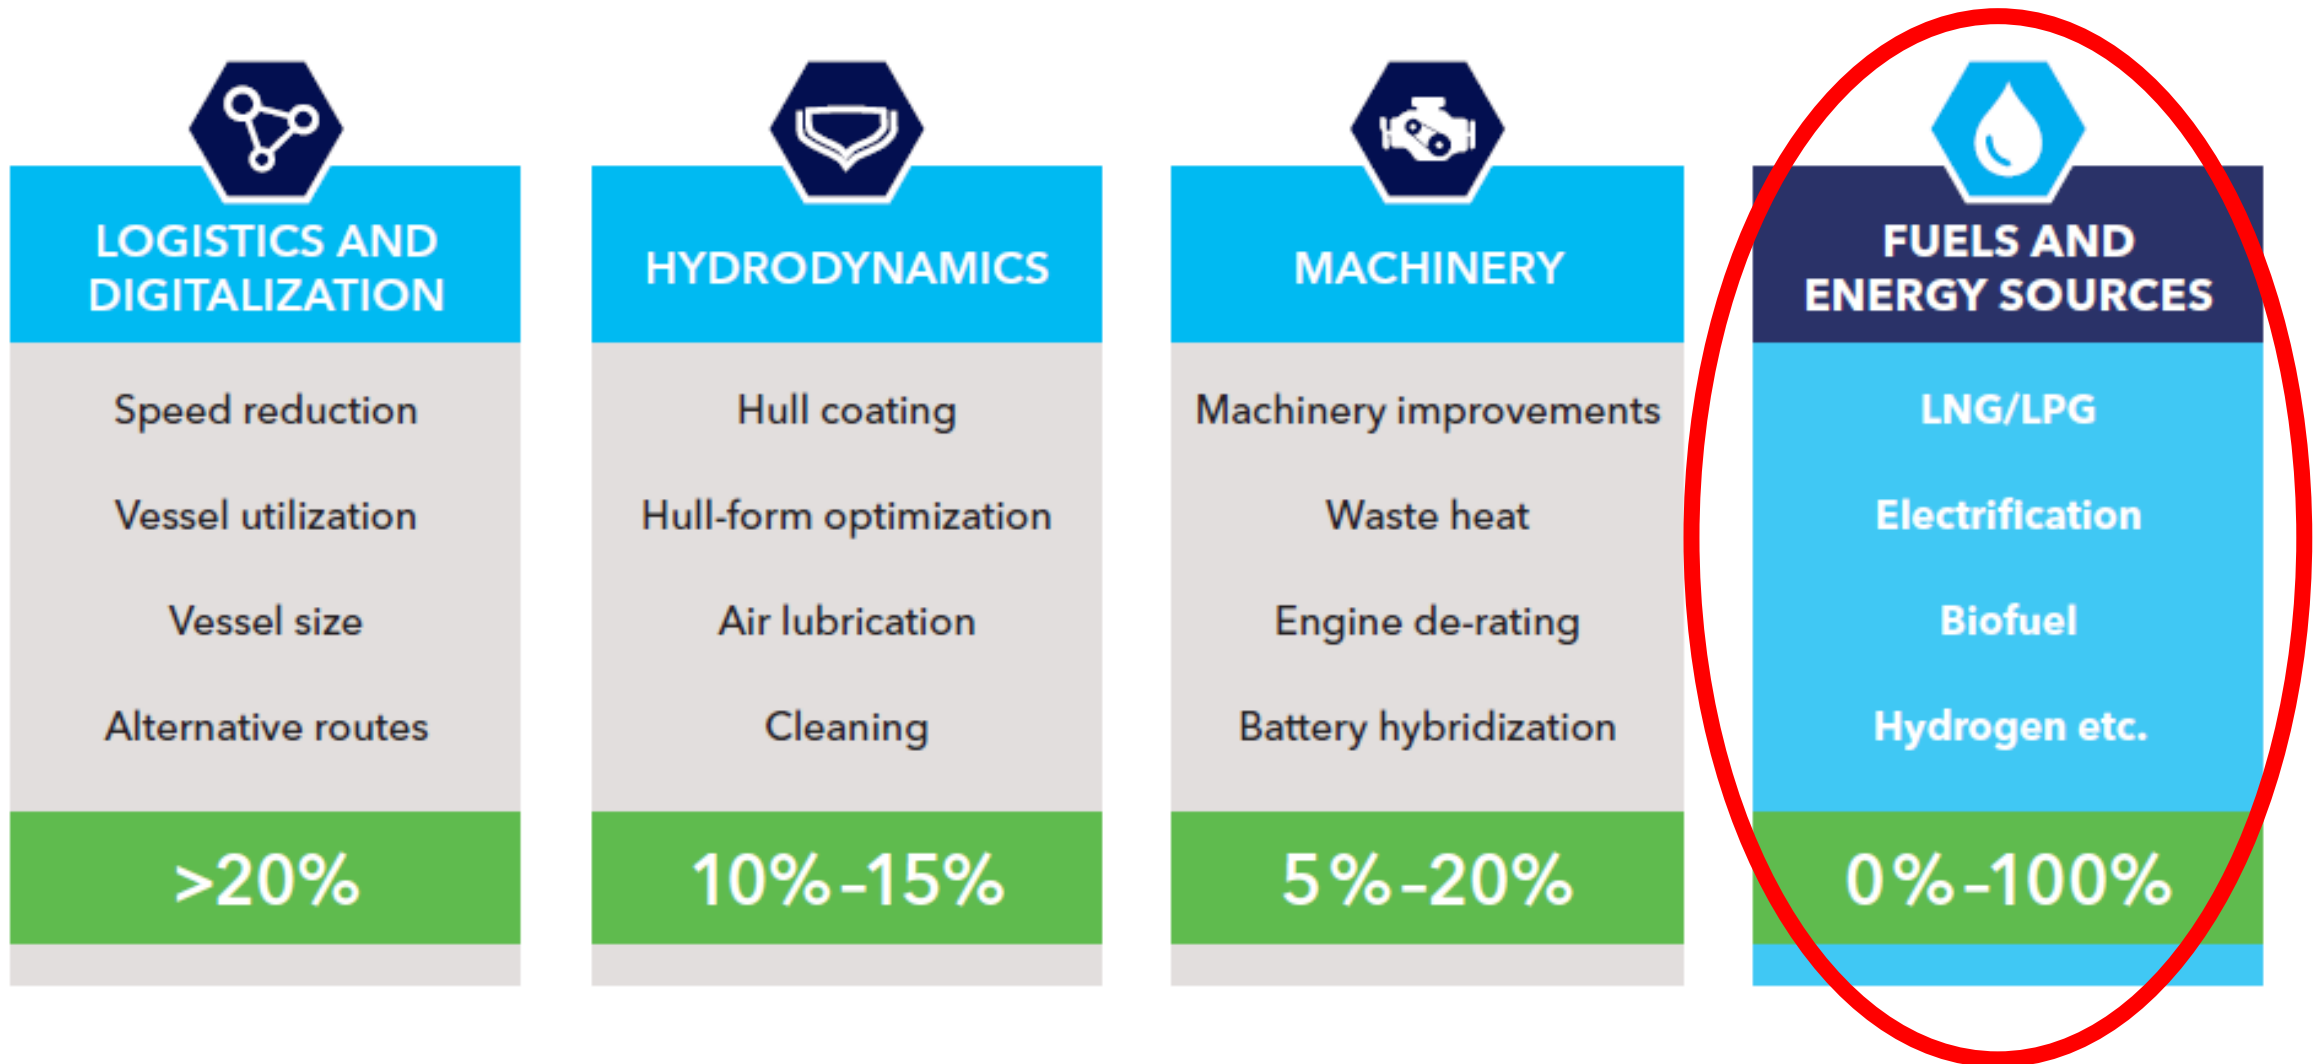 LOGISTICS AND
DIGITALIZATION
Speed reduction
Vessel utilization
Vessel size
Alternative routes
>20%
HYDRODYNAMICS
Hull coating
Hull-form optimization
Air lubrication
Cleaning
10%-15%
MACHINERY
Machinery improvements
Waste heat
Engine de-rating
Battery hybridization
5%-20%
FUELS AND
ENERGY SOURCES
LNG/LPG
Electrification
Biofuel
Hydrogen etc.
0%-100%